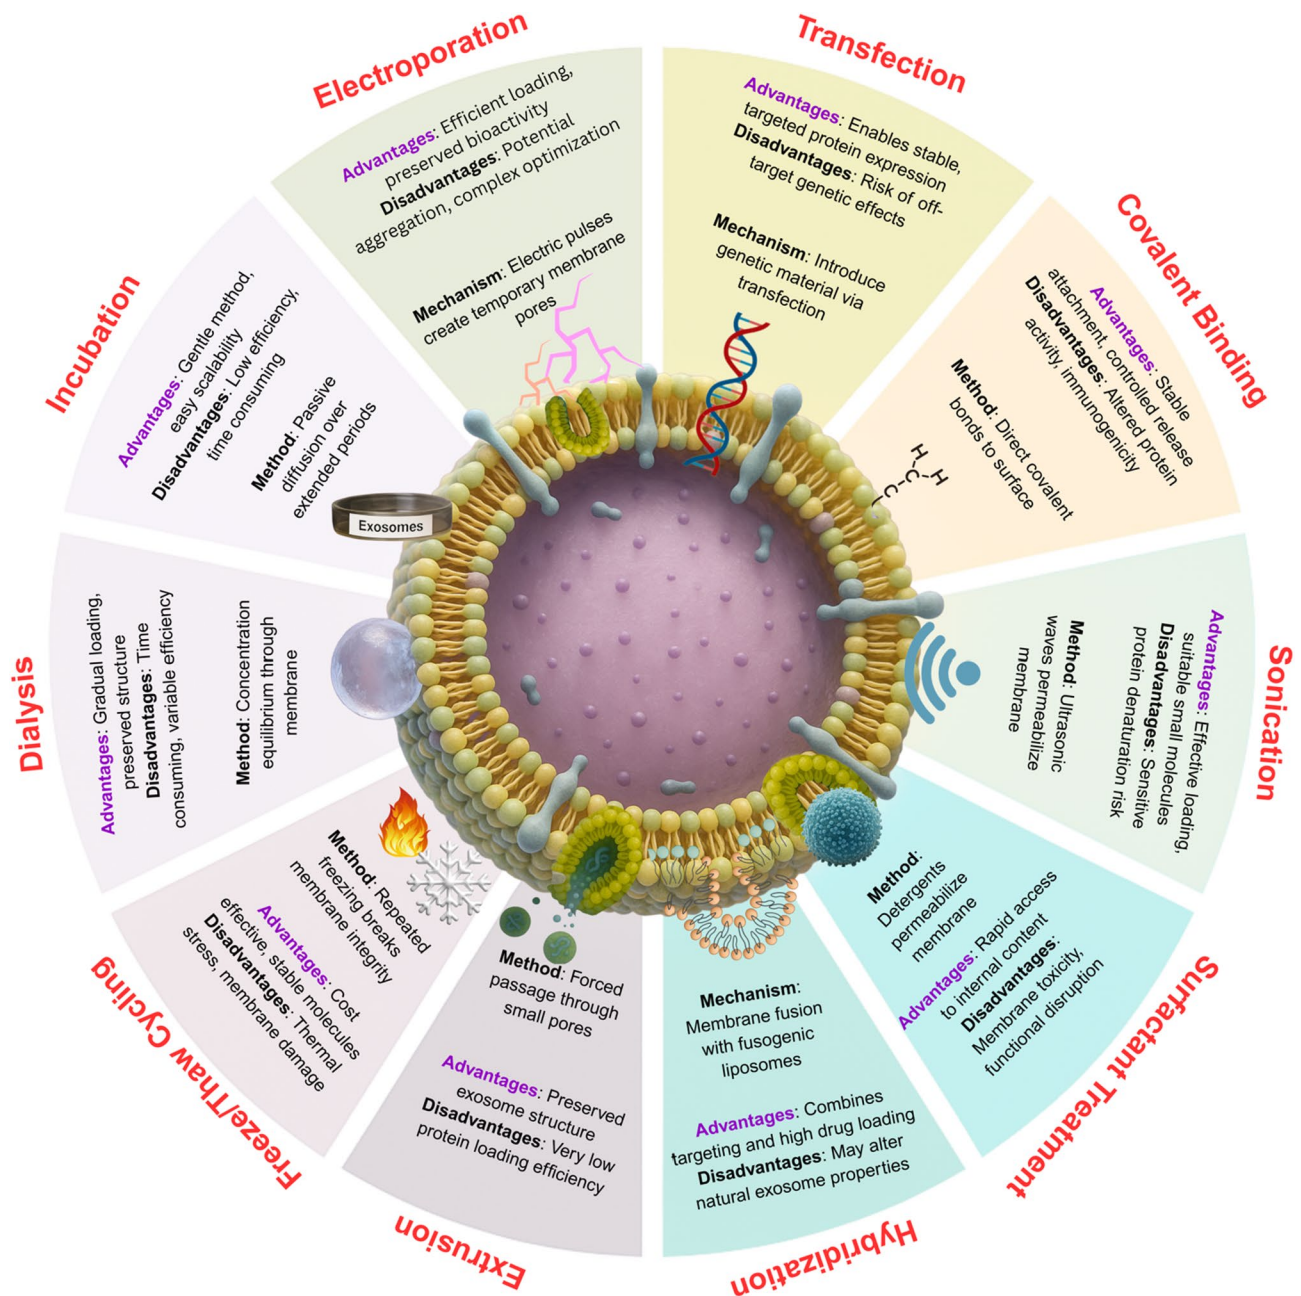 Electroporation
Advantages: Efficient loading,
preserved bioactivity
Disadvantages: Potential
aggregation, complex optimization
Mechanism: Electric pulses
create temporary membrane
pores
Transfection
Advantages: Enables stable,
targeted protein expression
Disadvantages: Risk of off-
target genetic effects
Mechanism: Introduce
genetic material via
transfection
Covalent Binding
Advantages: Stable
attachment, controlled release
Disadvantages: Altered protein
activity, immunogenicity
Method: Direct covalent
bonds to surface
H
H
C
C
Sonication
Advantages: Effective loading,
suitable small molecules
Disadvantages: Sensitive
protein denaturation risk
Method: Ultrasonic
waves permeabilize
membrane
Surfactant Treatment
Method:
Detergents
permeabilize
membrane
Advantages: Rapid access
to internal content
Disadvantages:
Membrane toxicity,
functional disruption
Hybridization
Mechanism:
Membrane fusion
with fusogenic
liposomes
Advantages: Combines
targeting and high drug loading
Disadvantages: May alter
natural exosome properties
Extrusion
Method: Forced
passage through
small pores
Advantages: Preserved
exosome structure
Disadvantages: Very low
protein loading efficiency
Freeze/Thaw Cycling
Method: Repeated
freezing breaks
membrane integrity
Advantages: Cost
effective, stable molecules
Disadvantages: Thermal
stress, membrane damage
Dialysis
Advantages: Gradual loading,
preserved structure
Disadvantages: Time
consuming, variable efficiency
Method: Concentration
equilibrium through
membrane
Incubation
Advantages: Gentle method,
easy scalability
Disadvantages: Low efficiency,
time consuming
Method: Passive
diffusion over
extended periods
Exosomes